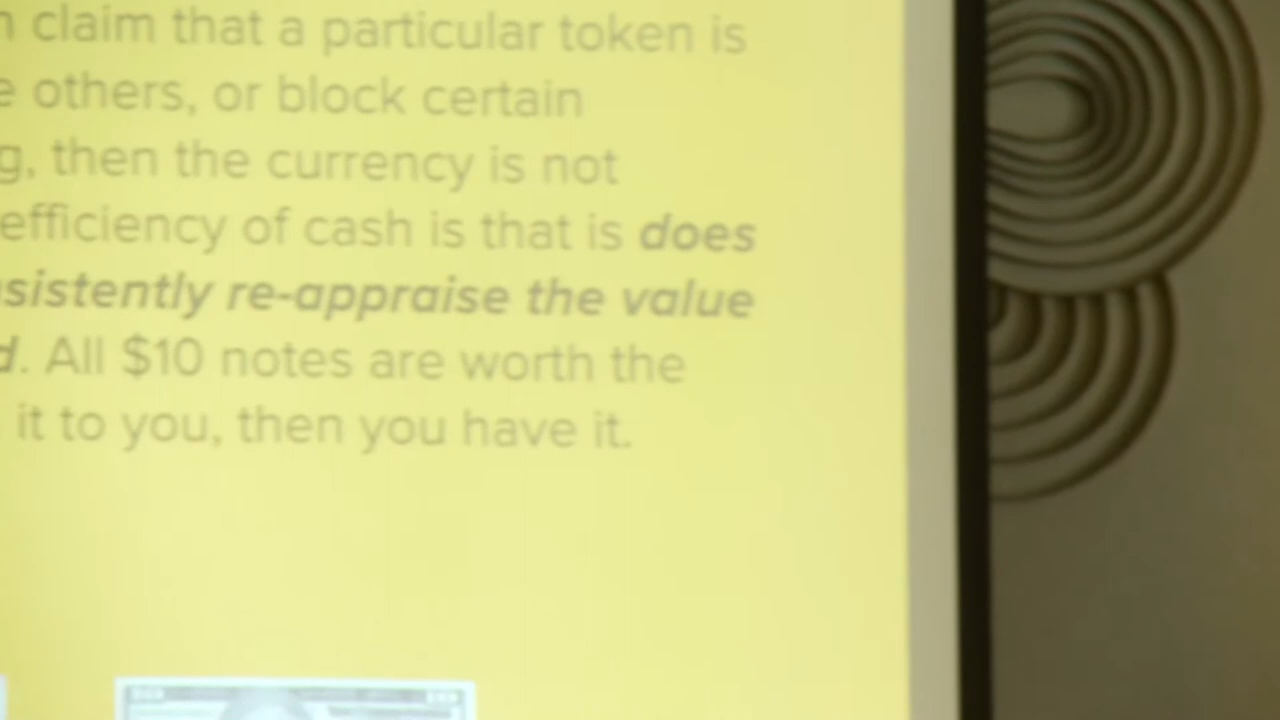 claim that a particular token is
others, or block certain
then the currency is not
efficiency of cash is that is does
re-appraise the value
All $10 notes are worth the
it to you, then you have it.